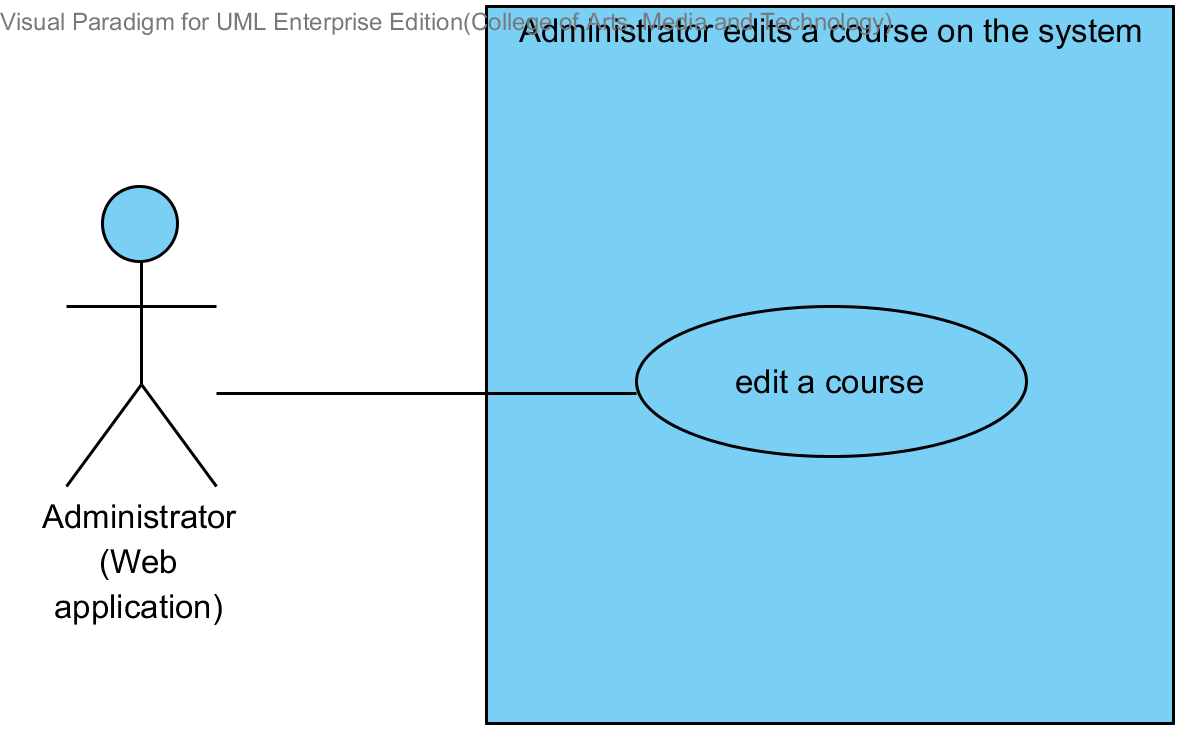 Visual Paradigm for UML Enterprise Edition(College of Arts, Media and Technology)
Administrator edits a course on the system
edit a course
Administrator
(Web
application)